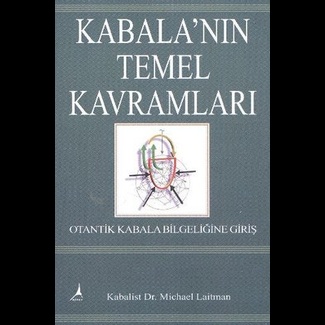 KABALA'NIN
TEMEL
KAVRAMLARI
OTANTİK KABALA BİLGELİĞİNE GİRİŞ
Kabalist Dr. Michael Laitman